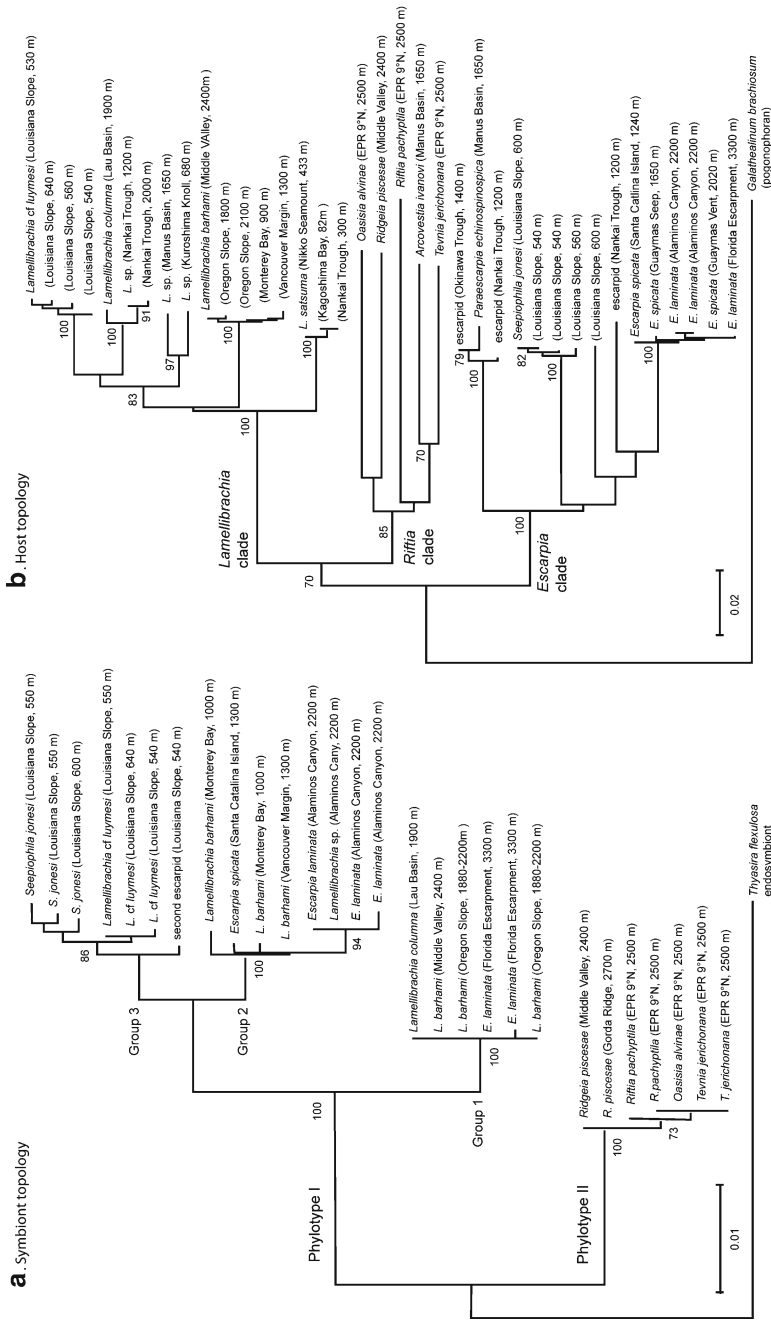 a. Symbiont topology
Seepiophila jonesi (Louisiana Slope, 550 m)
S. jonesi (Louisiana Slope, 550 m)
S. jonesi (Louisiana Slope, 600 m)
Lamellibrachia cf luymesi (Louisiana Slope, 550 m)
L. cf luymesi (Louisiana Slope, 640 m)
L. cf luymesi (Louisiana Slope, 540 m)
second escarpid (Louisiana Slope, 540 m)
86
Group 3
Lamellibrachia barhami (Monterey Bay, 1000 m)
Escarpia spicata (Santa Catalina Island, 1300 m)
L. barhami (Monterey Bay, 1000 m)
L. barhami (Vancouver Margin, 1300 m)
Escarpia laminata (Alaminos Canyon, 2200 m)
Lamellibrachia sp. (Alaminos Cany, 2200 m)
E. laminata (Alaminos Canyon, 2200 m)
E. laminata (Alaminos Canyon, 2200 m)
100
94
Group 2
100
Phylotype I
Lamellibrachia columna (Lau Basin, 1900 m)
L. barhami (Middle Valley, 2400 m)
L. barhami (Oregon Slope, 1880-2200m )
E. laminata (Florida Escarpment, 3300 m)
E. laminata (Florida Escarpment, 3300 m)
L. barhami (Oregon Slope, 1880-2200 m)
100
Group 1
Ridgeia piscesae (Middle Valley, 2400 m)
R. piscesae (Gorda Ridge, 2700 m)
Riftia pachyptila (EPR 9°N, 2500 m)
R.pachyptila (EPR 9°N, 2500 m)
Oasisia alvinae (EPR 9°N, 2500 m)
Tevnia jerichonana (EPR 9°N, 2500 m)
T. jerichonana (EPR 9°N, 2500 m)
100
73
Phylotype II
0.01
Thyasira flexulosa
endosymbiont
b. Host topology
Lamellibrachia cf luymesi (Louisiana Slope, 530 m)
(Louisiana Slope, 640 m)
(Louisiana Slope, 560 m)
(Louisiana Slope, 540 m)
100
Lamellibrachia columna (Lau Basin, 1900 m)
L. sp. (Nankai Trough, 1200 m)
(Nankai Trough, 2000 m)
100
91
L. sp. (Manus Basin, 1650 m)
L. sp. (Kuroshima Knoll, 680 m)
97
83
Lamellibrachia barhami (Middle VAlley, 2400m)
(Oregon Slope, 1800 m)
(Oregon Slope, 2100 m)
(Monterey Bay, 900 m)
(Vancouver Margin, 1300 m)
100
L. satsuma (Nikko Seamount, 433 m)
(Kagoshima Bay, 82m )
(Nankai Trough, 300 m)
100
100
Lamellibrachia
clade
Oasisia alvinae (EPR 9°N, 2500 m)
Ridgeia piscesae (Middle Valley, 2400 m)
Riftia pachyptila (EPR 9°N, 2500 m)
Arcovestia ivanovi (Manus Basin, 1650 m)
Tevnia jerichonana (EPR 9°N, 2500 m)
70
85
Riftia
clade
70
escarpid (Okinawa Trough, 1400 m)
Paraescarpia echinospinospica (Manus Basin, 1650 m)
escarpid (Nankai Trough, 1200 m)
79
100
Seepiophila jonesi (Louisiana Slope, 600 m)
(Louisiana Slope, 540 m)
(Louisiana Slope, 540 m)
(Louisiana Slope, 560 m)
(Louisiana Slope, 600 m)
82
100
escarpid (Nankai Trough, 1200 m)
Escarpia spicata (Santa Catlina Island, 1240 m)
E. spicata (Guaymas Seep, 1650 m)
E. laminata (Alaminos Canyon, 2200 m)
E. laminata (Alaminos Canyon, 2200 m)
E. spicata (Guaymas Vent, 2020 m)
E. laminata (Florida Escarpment, 3300 m)
100
100
Escarpia
clade
0.02
Galathealinum brachiosum
(pogonophoran)